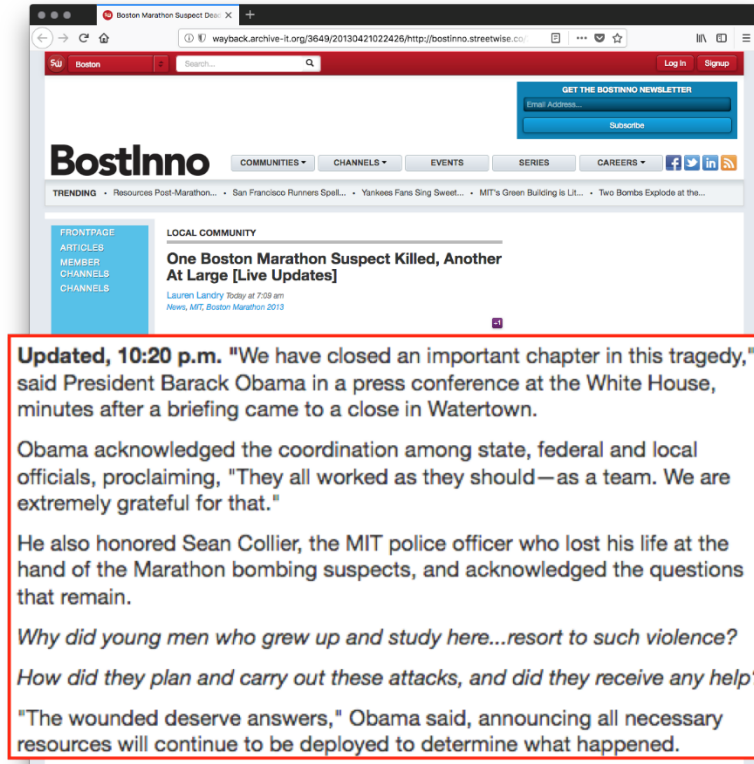 Boston Marathon Suspect Dead
wayback.archive-it.org/3649/20130421022426/http://bostinno.streetwise.co/
Boston
Search...
Log In Signup
GET THE BOSTINNO NEWSLETTER
Email Address...
Subscribe
BostInno
COMMUNITIES CHANNELS EVENTS SERIES CAREERS
TRENDING • Resources Post-Marathon... • San Francisco Runners Spell... • Yankees Fans Sing Sweet... • MIT's Green Building is Lit... • Two Bombs Explode at the...
FRONTPAGE
ARTICLES
MEMBER
CHANNELS
CHANNELS
LOCAL COMMUNITY
One Boston Marathon Suspect Killed, Another
At Large [Live Updates]
Lauren Landry Today at 7:09 am
News, MIT, Boston Marathon 2013
Updated, 10:20 p.m. "We have closed an important chapter in this tragedy,"
said President Barack Obama in a press conference at the White House,
minutes after a briefing came to a close in Watertown.
Obama acknowledged the coordination among state, federal and local
officials, proclaiming, "They all worked as they should—as a team. We are
extremely grateful for that."
He also honored Sean Collier, the MIT police officer who lost his life at the
hand of the Marathon bombing suspects, and acknowledged the questions
that remain.
Why did young men who grew up and study here...resort to such violence?
How did they plan and carry out these attacks, and did they receive any help?
"The wounded deserve answers," Obama said, announcing all necessary
resources will continue to be deployed to determine what happened.